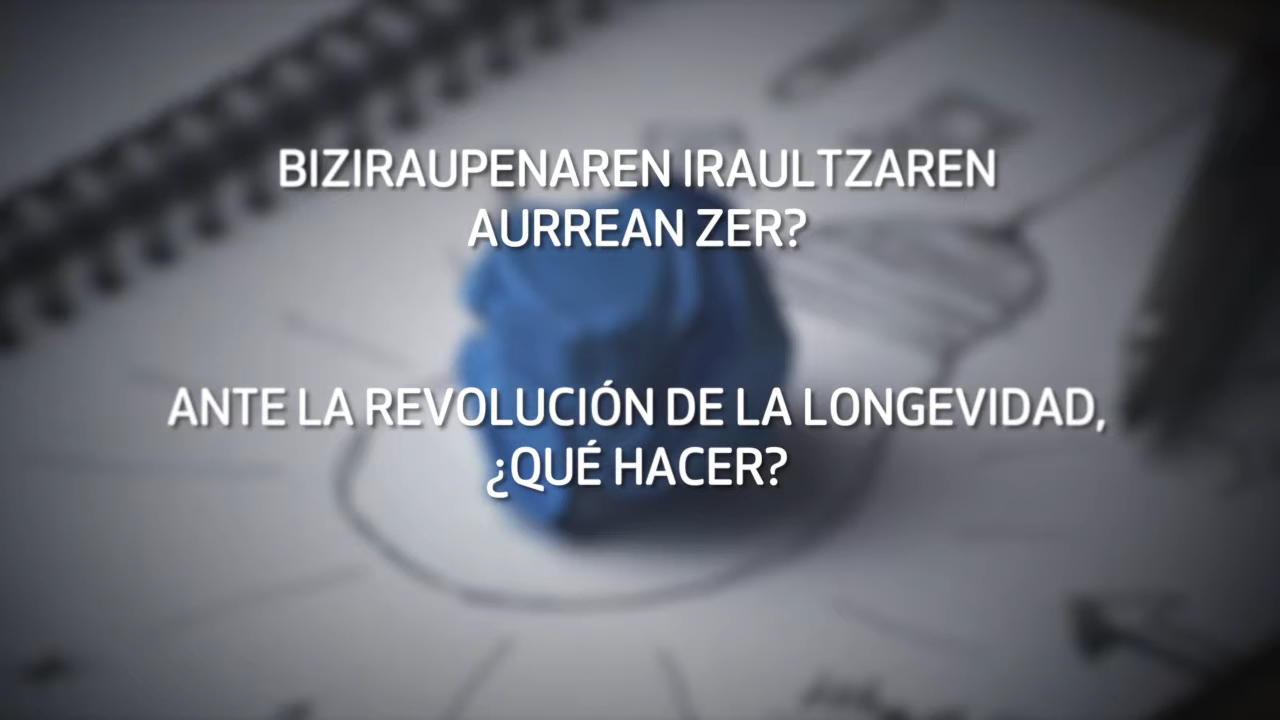 BIZIRAUPENAREN IRAULTZAREN
AURREAN ZER?
ANTE LA REVOLUCIÓN DE LA LONGEVIDAD,
¿QUÉ HACER?